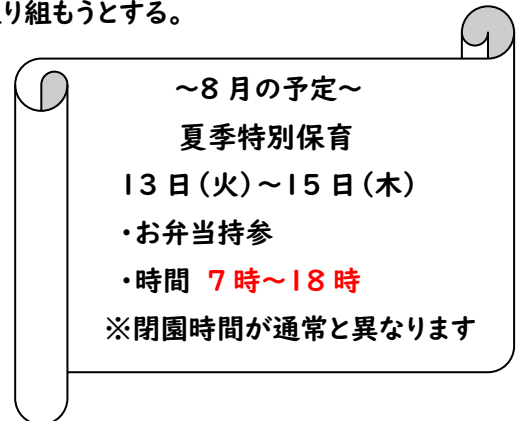 り組もうとする。
～8月の予定～
夏季特別保育
13日(火)～15日(木)
・お弁当持参
・時間 7時～18時
※閉園時間が通常と異なります